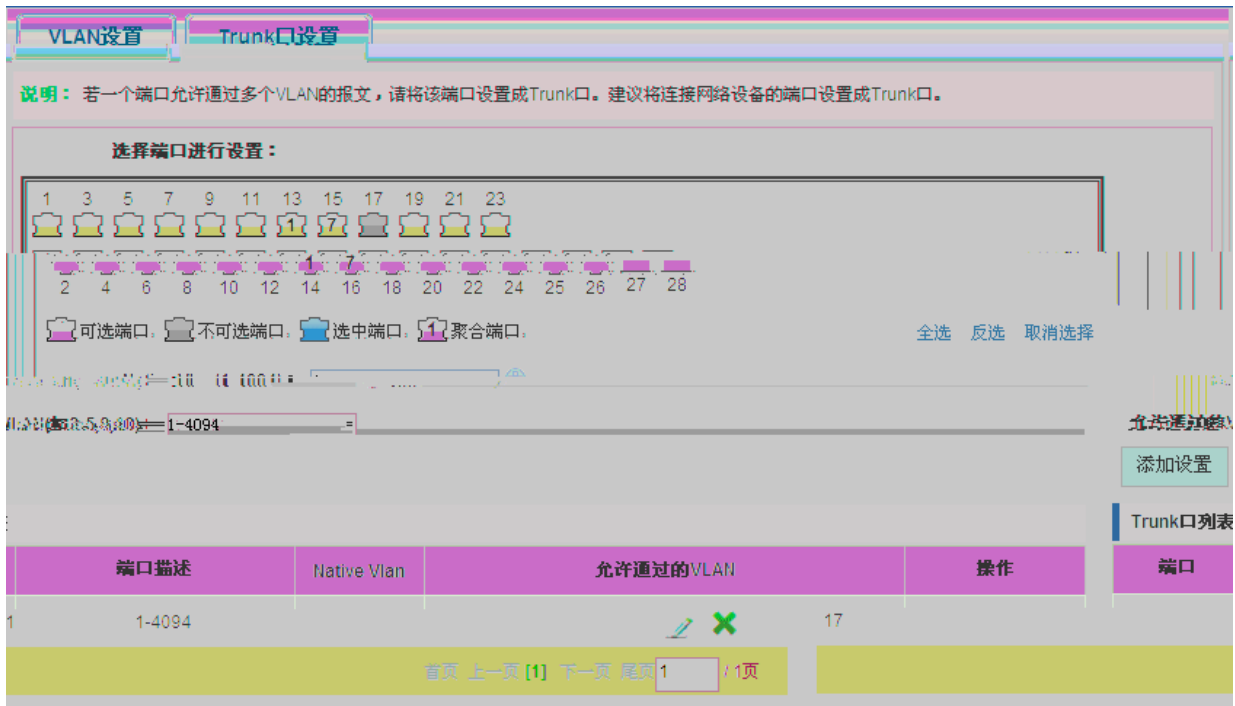 VLAN设置 Trunk口设置
说明： 若一个端口允许通过多个VLAN的报文，请将该端口设置成Trunk口。建议将连接网络设备的端口设置成Trunk口。
选择端口进行设置：
1 3 5 7 9 11 13 15 17 19 21 23
1 7
1 7
2 4 6 8 10 12 14 16 18 20 22 24 25 26 27 28
可选端口。 不可选端口。 选中端口。 1 聚合端口。 全选 反选 取消选择
1-4094
添加设置
Trunk口列表
端口描述 Native Vlan 允许通过的VLAN 操作 端口
1 1-4094 17
首页 上一页 [1] 下一页 尾页 1 / 1页